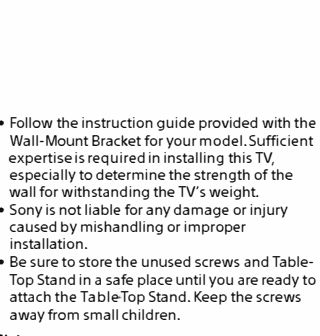 • Follow the instruction guide provided with the
Wall-Mount Bracket for your model. Sufficient
expertise is required in installing this TV,
especially to determine the strength of the
wall for withstanding the TV's weight.
• Sony is not liable for any damage or injury
caused by mishandling or improper
installation.
• Be sure to store the unused screws and Table-
Top Stand in a safe place until you are ready to
attach the Table-Top Stand. Keep the screws
away from small children.